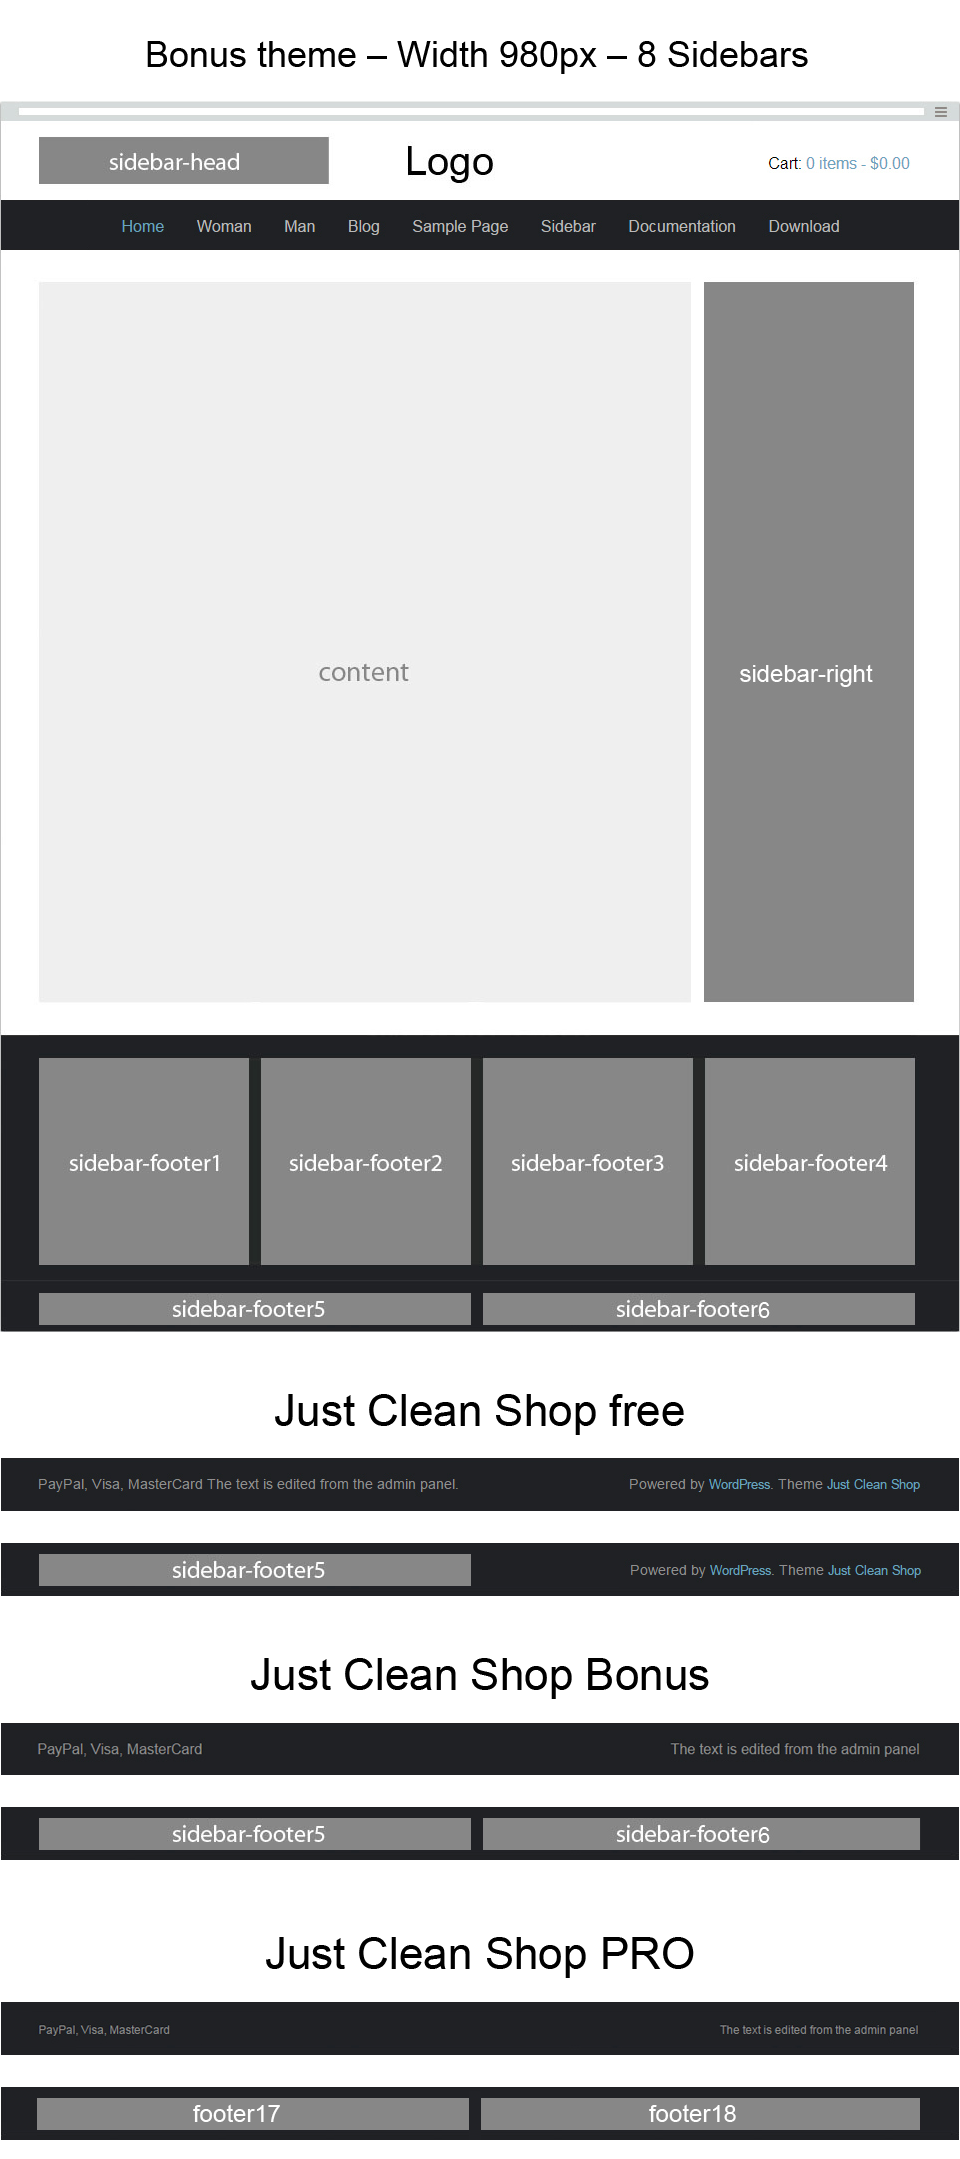 Bonus theme – Width 980px – 8 Sidebars
sidebar-head Logo Cart: 0 items - $0.00
Home Woman Man Blog Sample Page Sidebar Documentation Download
content sidebar-right
sidebar-footer1 sidebar-footer2 sidebar-footer3 sidebar-footer4
sidebar-footer5 sidebar-footer6
Just Clean Shop free
PayPal, Visa, MasterCard The text is edited from the admin panel. Powered by WordPress. Theme Just Clean Shop
sidebar-footer5 Powered by WordPress. Theme Just Clean Shop
Just Clean Shop Bonus
PayPal, Visa, MasterCard The text is edited from the admin panel
sidebar-footer5 sidebar-footer6
Just Clean Shop PRO
PayPal, Visa, MasterCard The text is edited from the admin panel
footer17 footer18